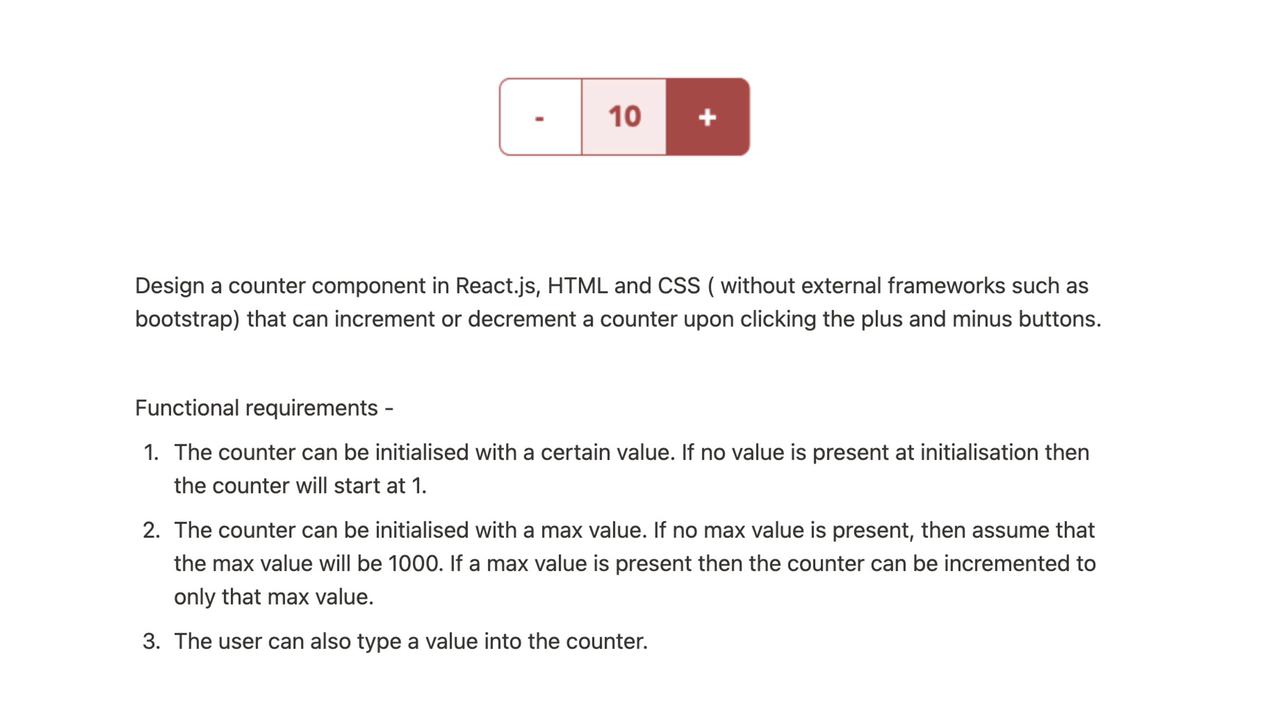 - 10 +
Design a counter component in React.js, HTML and CSS ( without external frameworks such as
bootstrap) that can increment or decrement a counter upon clicking the plus and minus buttons.
Functional requirements -
1. The counter can be initialised with a certain value. If no value is present at initialisation then
the counter will start at 1.
2. The counter can be initialised with a max value. If no max value is present, then assume that
the max value will be 1000. If a max value is present then the counter can be incremented to
only that max value.
3. The user can also type a value into the counter.